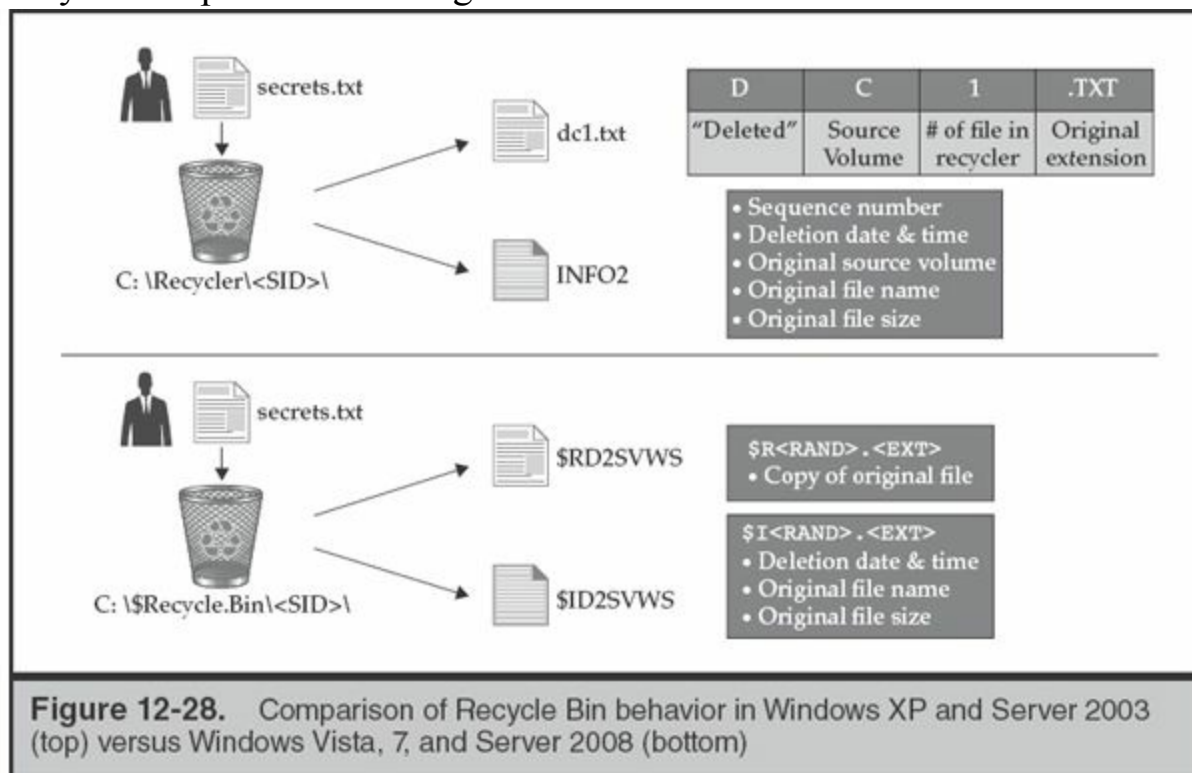 secrets.txt
C: \Recycler\<SID>\
dc1.txt
INFO2
D C 1 .TXT
"Deleted" Source Volume # of file in recycler Original extension
• Sequence number
• Deletion date & time
• Original source volume
• Original file name
• Original file size
secrets.txt
C: \$Recycle.Bin\<SID>\
$RD2SVWS
$ID2SVWS
$R<RAND>.<EXT>
• Copy of original file
$I<RAND>.<EXT>
• Deletion date & time
• Original file name
• Original file size
Figure 12-28. Comparison of Recycle Bin behavior in Windows XP and Server 2003
(top) versus Windows Vista, 7, and Server 2008 (bottom)